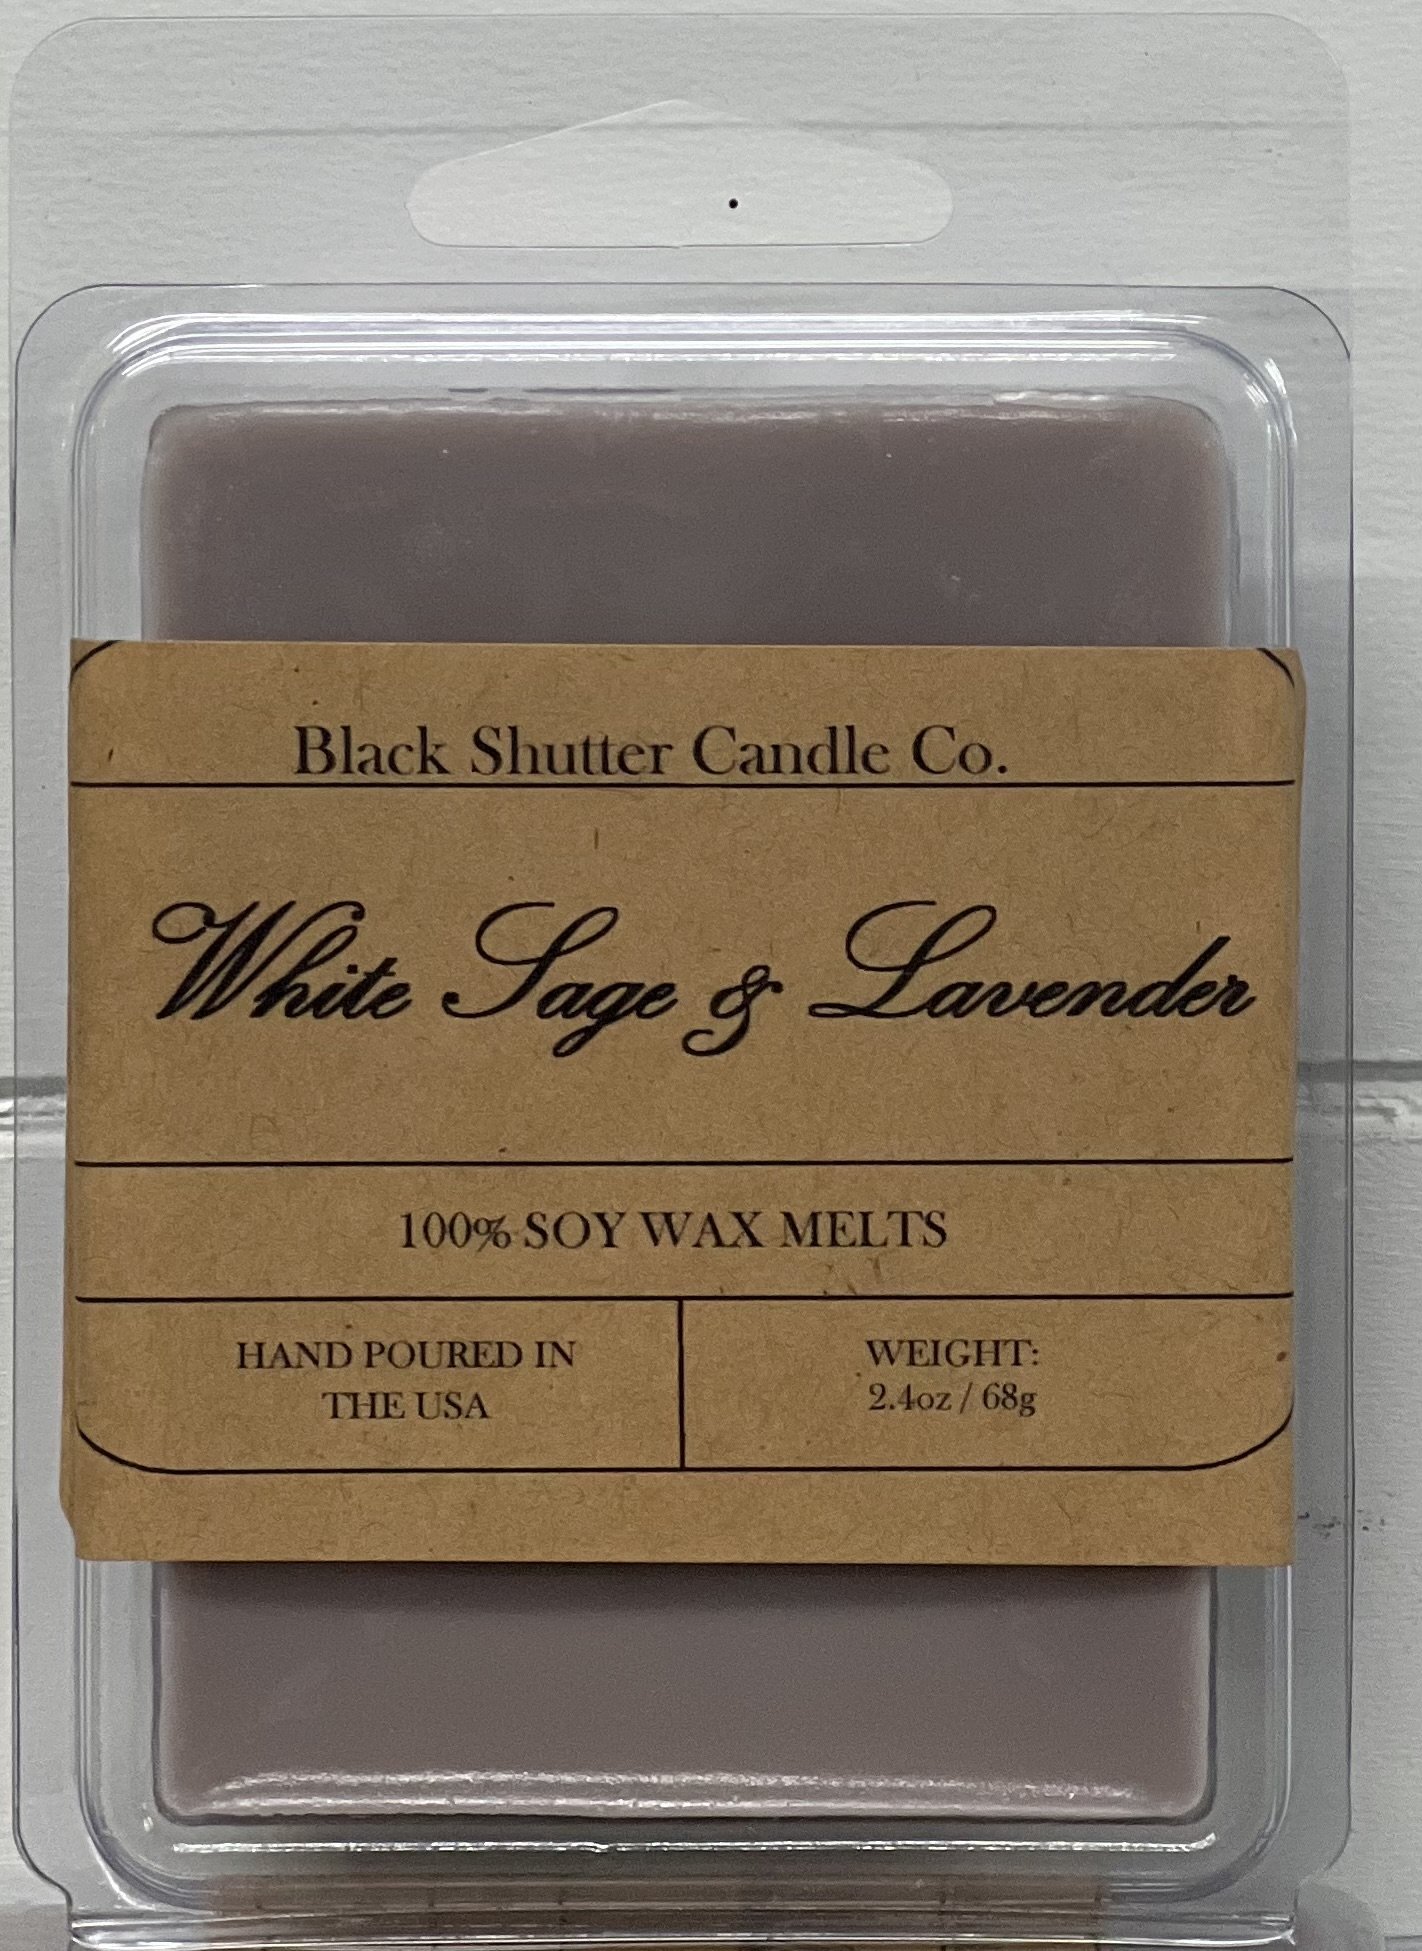 Black Shutter Candle Co.
White Sage & Lavender
100% SOY WAX MELTS
HAND POURED IN
THE USA
WEIGHT:
2.4oz / 68g